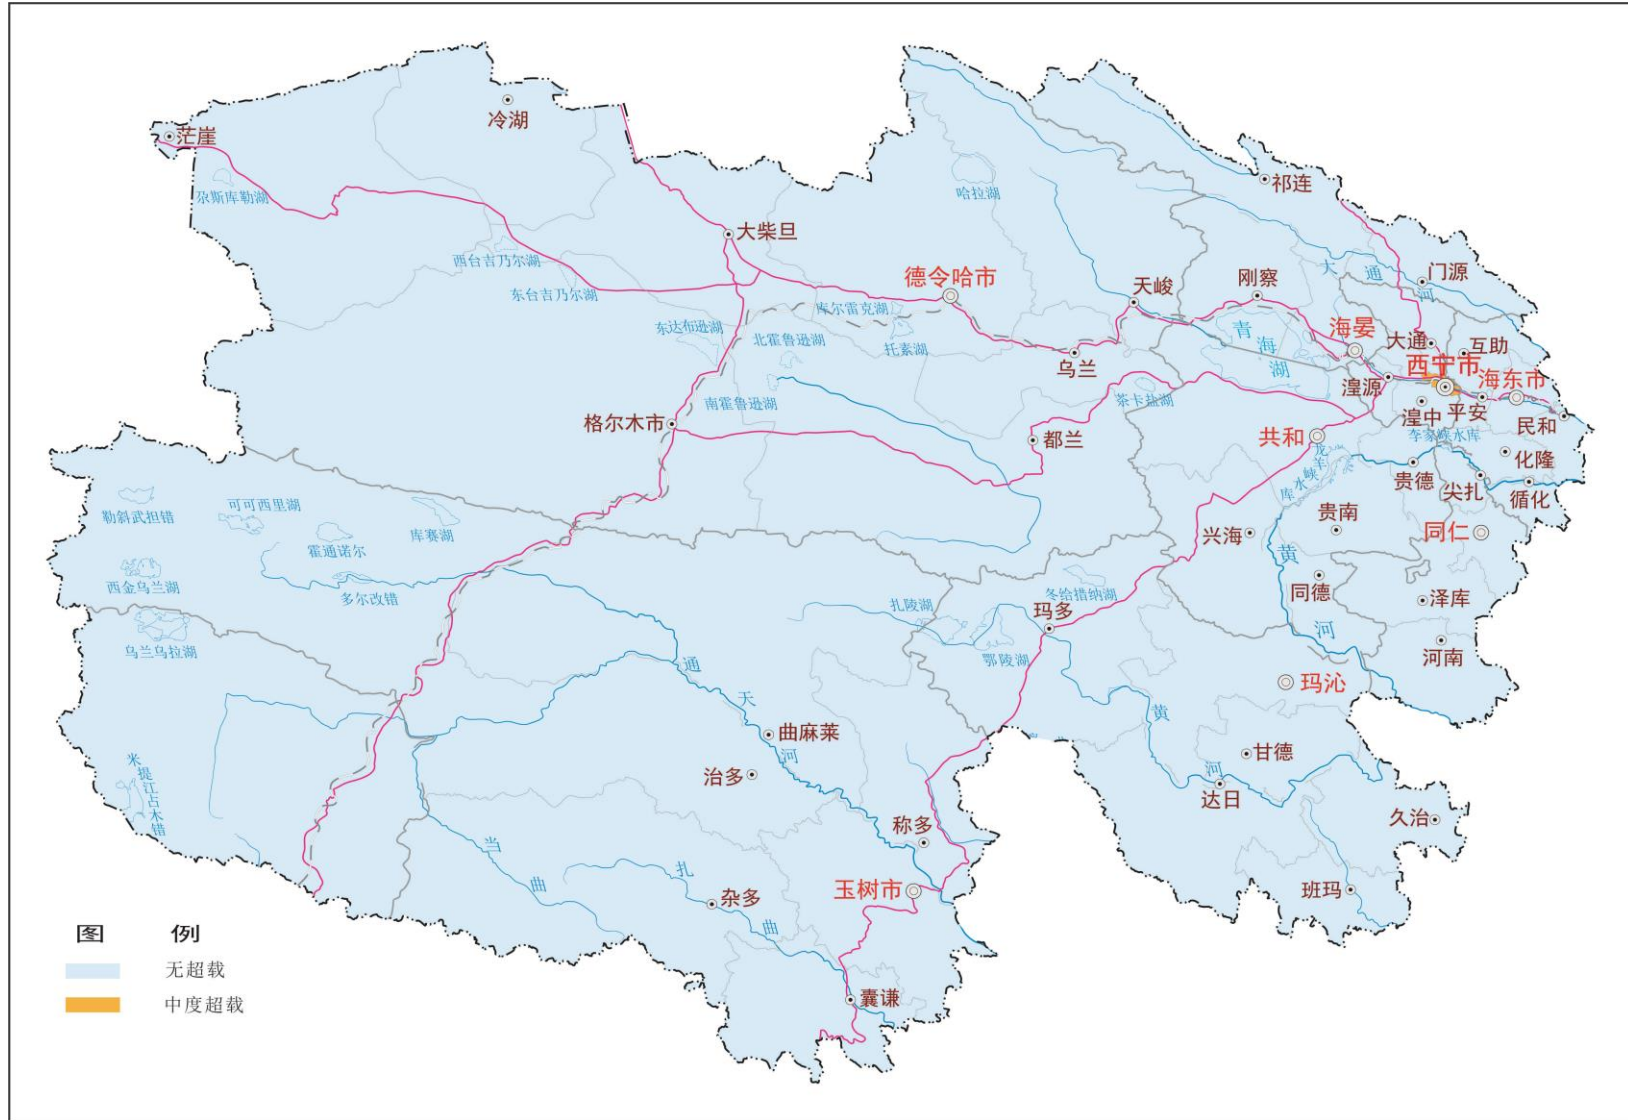 冷湖
茫崖
祁连
尕斯库勒湖
哈拉湖
大柴旦
西台吉乃尔湖
东台吉乃尔湖
德令哈市
库尔雷克湖
天峻
刚察
大通河
门源
东达布逊湖
北霍鲁逊湖
托素湖
乌兰
青海湖
海晏
大通
互助
西宁市
海东市
湟源
南霍鲁逊湖
茶卡盐湖
湟中
平安
民和
格尔木市
都兰
共和
李家峡水库
龙羊峡水库
化隆
贵德
尖扎
循化
勒斜武担错
可可西里湖
霍通诺尔
库赛湖
兴海
贵南
同仁
黄河
西金乌兰湖
多尔改错
冬给措纳湖
同德
泽库
扎陵湖
玛多
乌兰乌拉湖
鄂陵湖
河南
通天河
玛沁
黄河
曲麻莱
治多
甘德
达日
米提江占木错
久治
称多
当曲
扎曲
杂多
玉树市
班玛
囊谦
图 例
无超载
中度超载